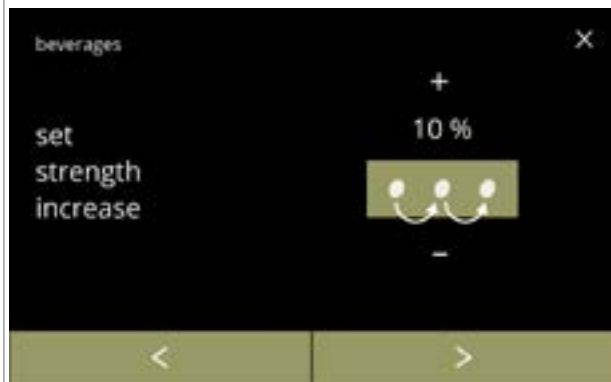 beverages
×
+
10 %
set
strength
increase
-
< >